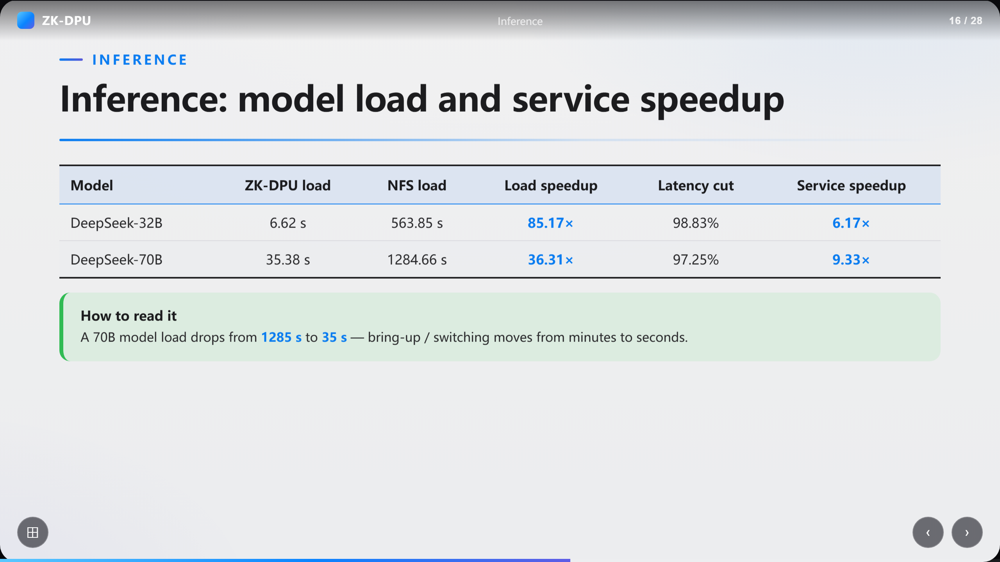 ZK-DPU
Inference
16 / 28
INFERENCE
Inference: model load and service speedup
Model ZK-DPU load NFS load Load speedup Latency cut Service speedup
DeepSeek-32B 6.62 s 563.85 s 85.17× 98.83% 6.17×
DeepSeek-70B 35.38 s 1284.66 s 36.31× 97.25% 9.33×
How to read it
A 70B model load drops from 1285 s to 35 s — bring-up / switching moves from minutes to seconds.